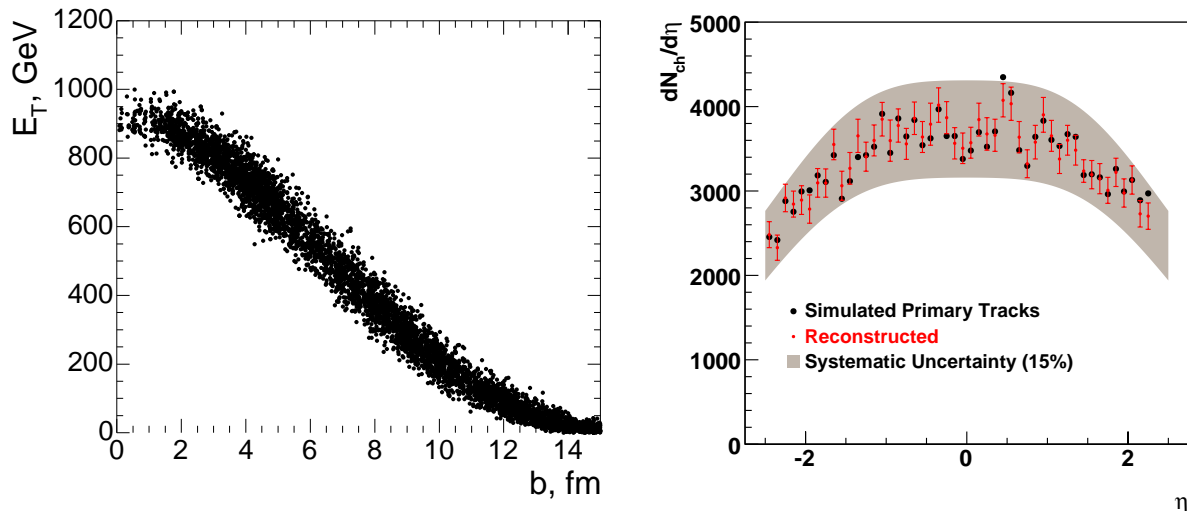 E_T, GeV
1200
1000
800
600
400
200
0
0 2 4 6 8 10 12 14
b, fm
dN_ch/dη
5000
4000
3000
2000
1000
0
• Simulated Primary Tracks
• Reconstructed
Systematic Uncertainty (15%)
-2 0 2
η